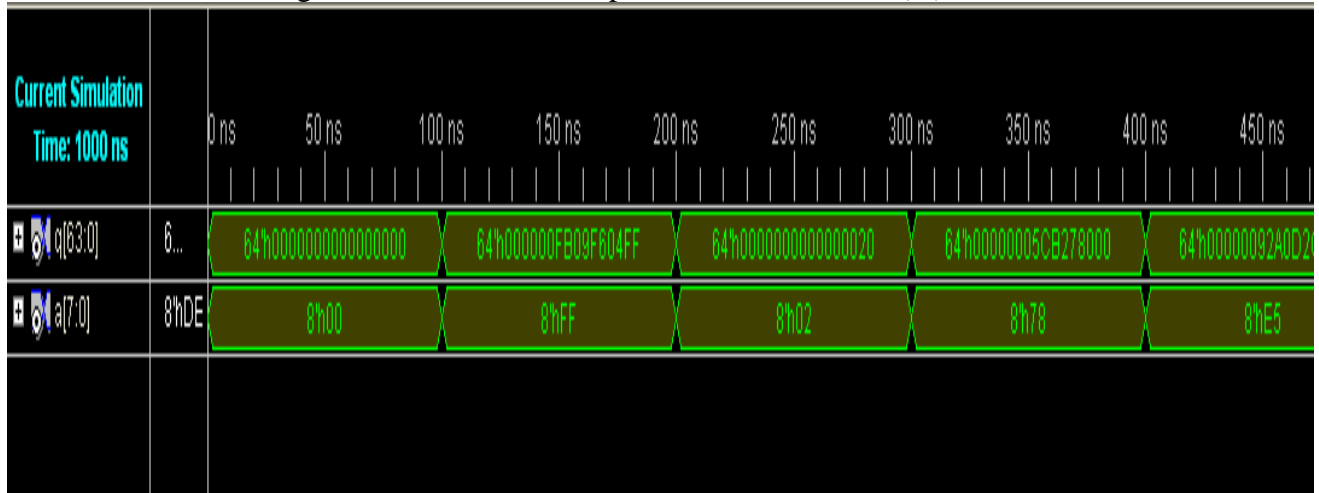 Current Simulation
Time: 1000 ns
0 ns 50 ns 100 ns 150 ns 200 ns 250 ns 300 ns 350 ns 400 ns 450 ns
q[63:0] 6... 64'h0000000000000000 64'h000000FB09F604FF 64'h0000000000000020 64'h00000005CB278000 64'h00000092A0D2
a[7:0] 8'hDE 8'h00 8'hFF 8'h02 8'h78 8'hE5